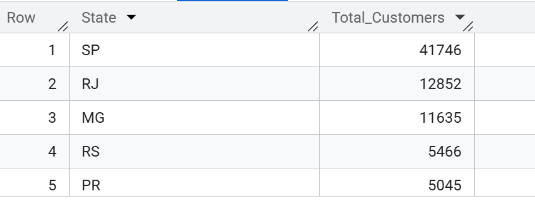 Row State Total_Customers
1 SP 41746
2 RJ 12852
3 MG 11635
4 RS 5466
5 PR 5045